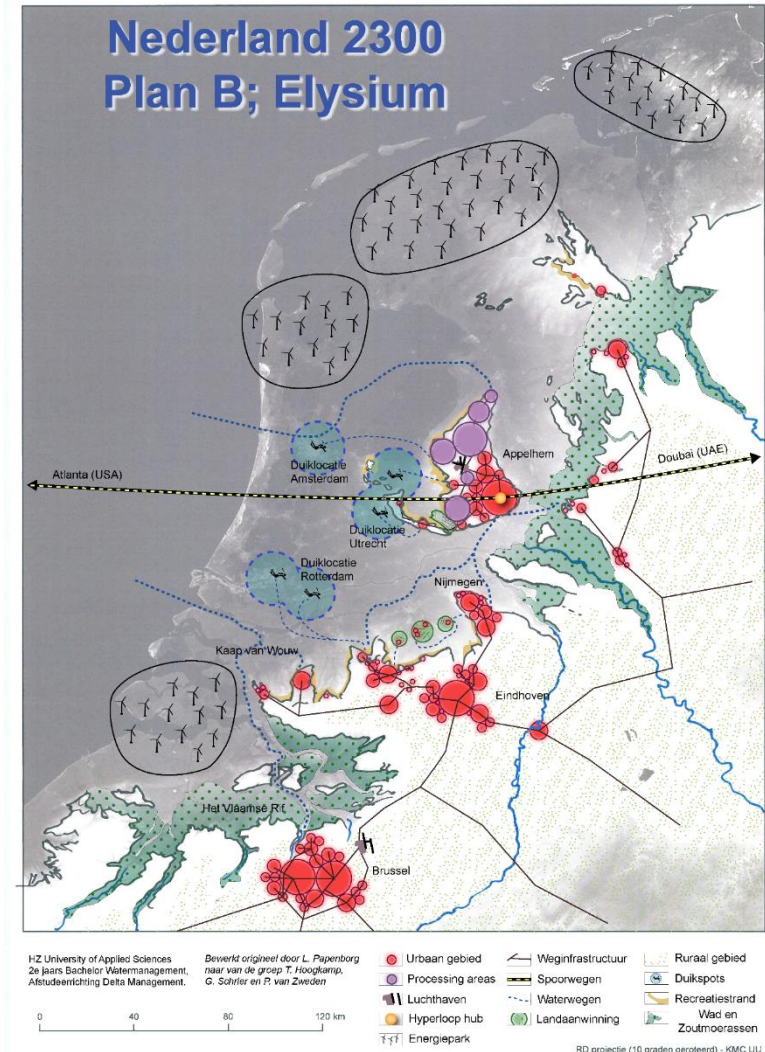 Nederland 2300
Plan B; Elysium
Atlanta (USA)
Doubai (UAE)
Appelhem
Duiklocatie
Amsterdam
Duiklocatie
Utrecht
Duiklocatie
Rotterdam
Nijmegen
Kaap van Wouw
Eindhoven
Het Vlaamse Rif
Brussel
HZ University of Applied Sciences
2e jaars Bachelor Watermanagement,
Afstudeerrichting Delta Management.
Bewerkt origineel door L. Papenborg
naar van de groep T. Hoogkamp,
G. Schrier en P. van Zweden
0 40 80 120 km
Urbaan gebied
Processing areas
Luchthaven
Hyperloop hub
Energiepark
Weginfrastructuur
Spoorwegen
Waterwegen
Landaanwinning
Ruraal gebied
Duikspots
Recreatiestrand
Wad en
Zoutmoerassen
RD projectie (10 graden geroteerd) - KMC UU